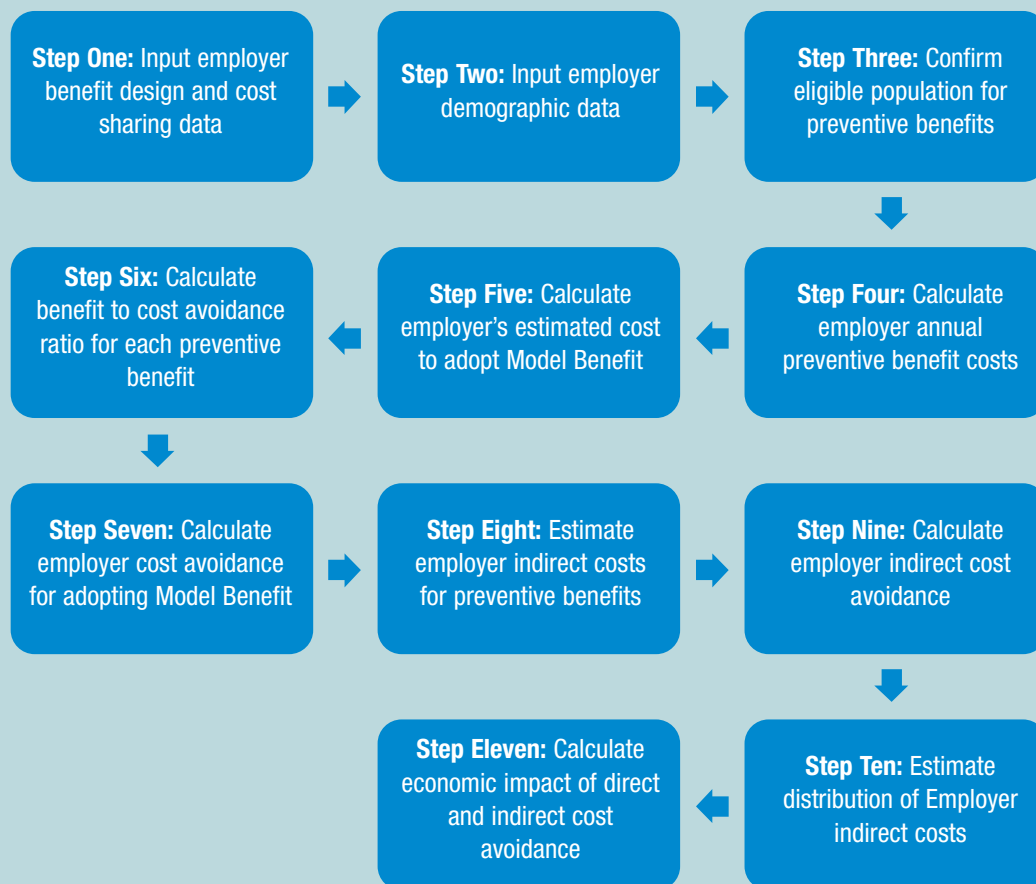 Step One: Input employer
benefit design and cost
sharing data
Step Two: Input employer
demographic data
Step Three: Confirm
eligible population for
preventive benefits
Step Four: Calculate
employer annual
preventive benefit costs
Step Five: Calculate
employer’s estimated cost
to adopt Model Benefit
Step Six: Calculate
benefit to cost avoidance
ratio for each preventive
benefit
Step Seven: Calculate
employer cost avoidance
for adopting Model Benefit
Step Eight: Estimate
employer indirect costs
for preventive benefits
Step Nine: Calculate
employer indirect cost
avoidance
Step Ten: Estimate
distribution of Employer
indirect costs
Step Eleven: Calculate
economic impact of direct
and indirect cost
avoidance